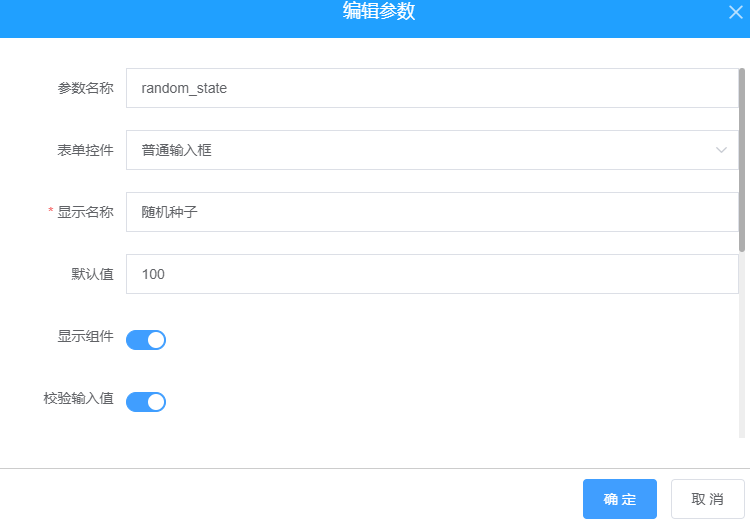 编辑参数
参数名称 random_state
表单控件 普通输入框
* 显示名称 随机种子
默认值 100
显示组件
校验输入值
确 定 取 消